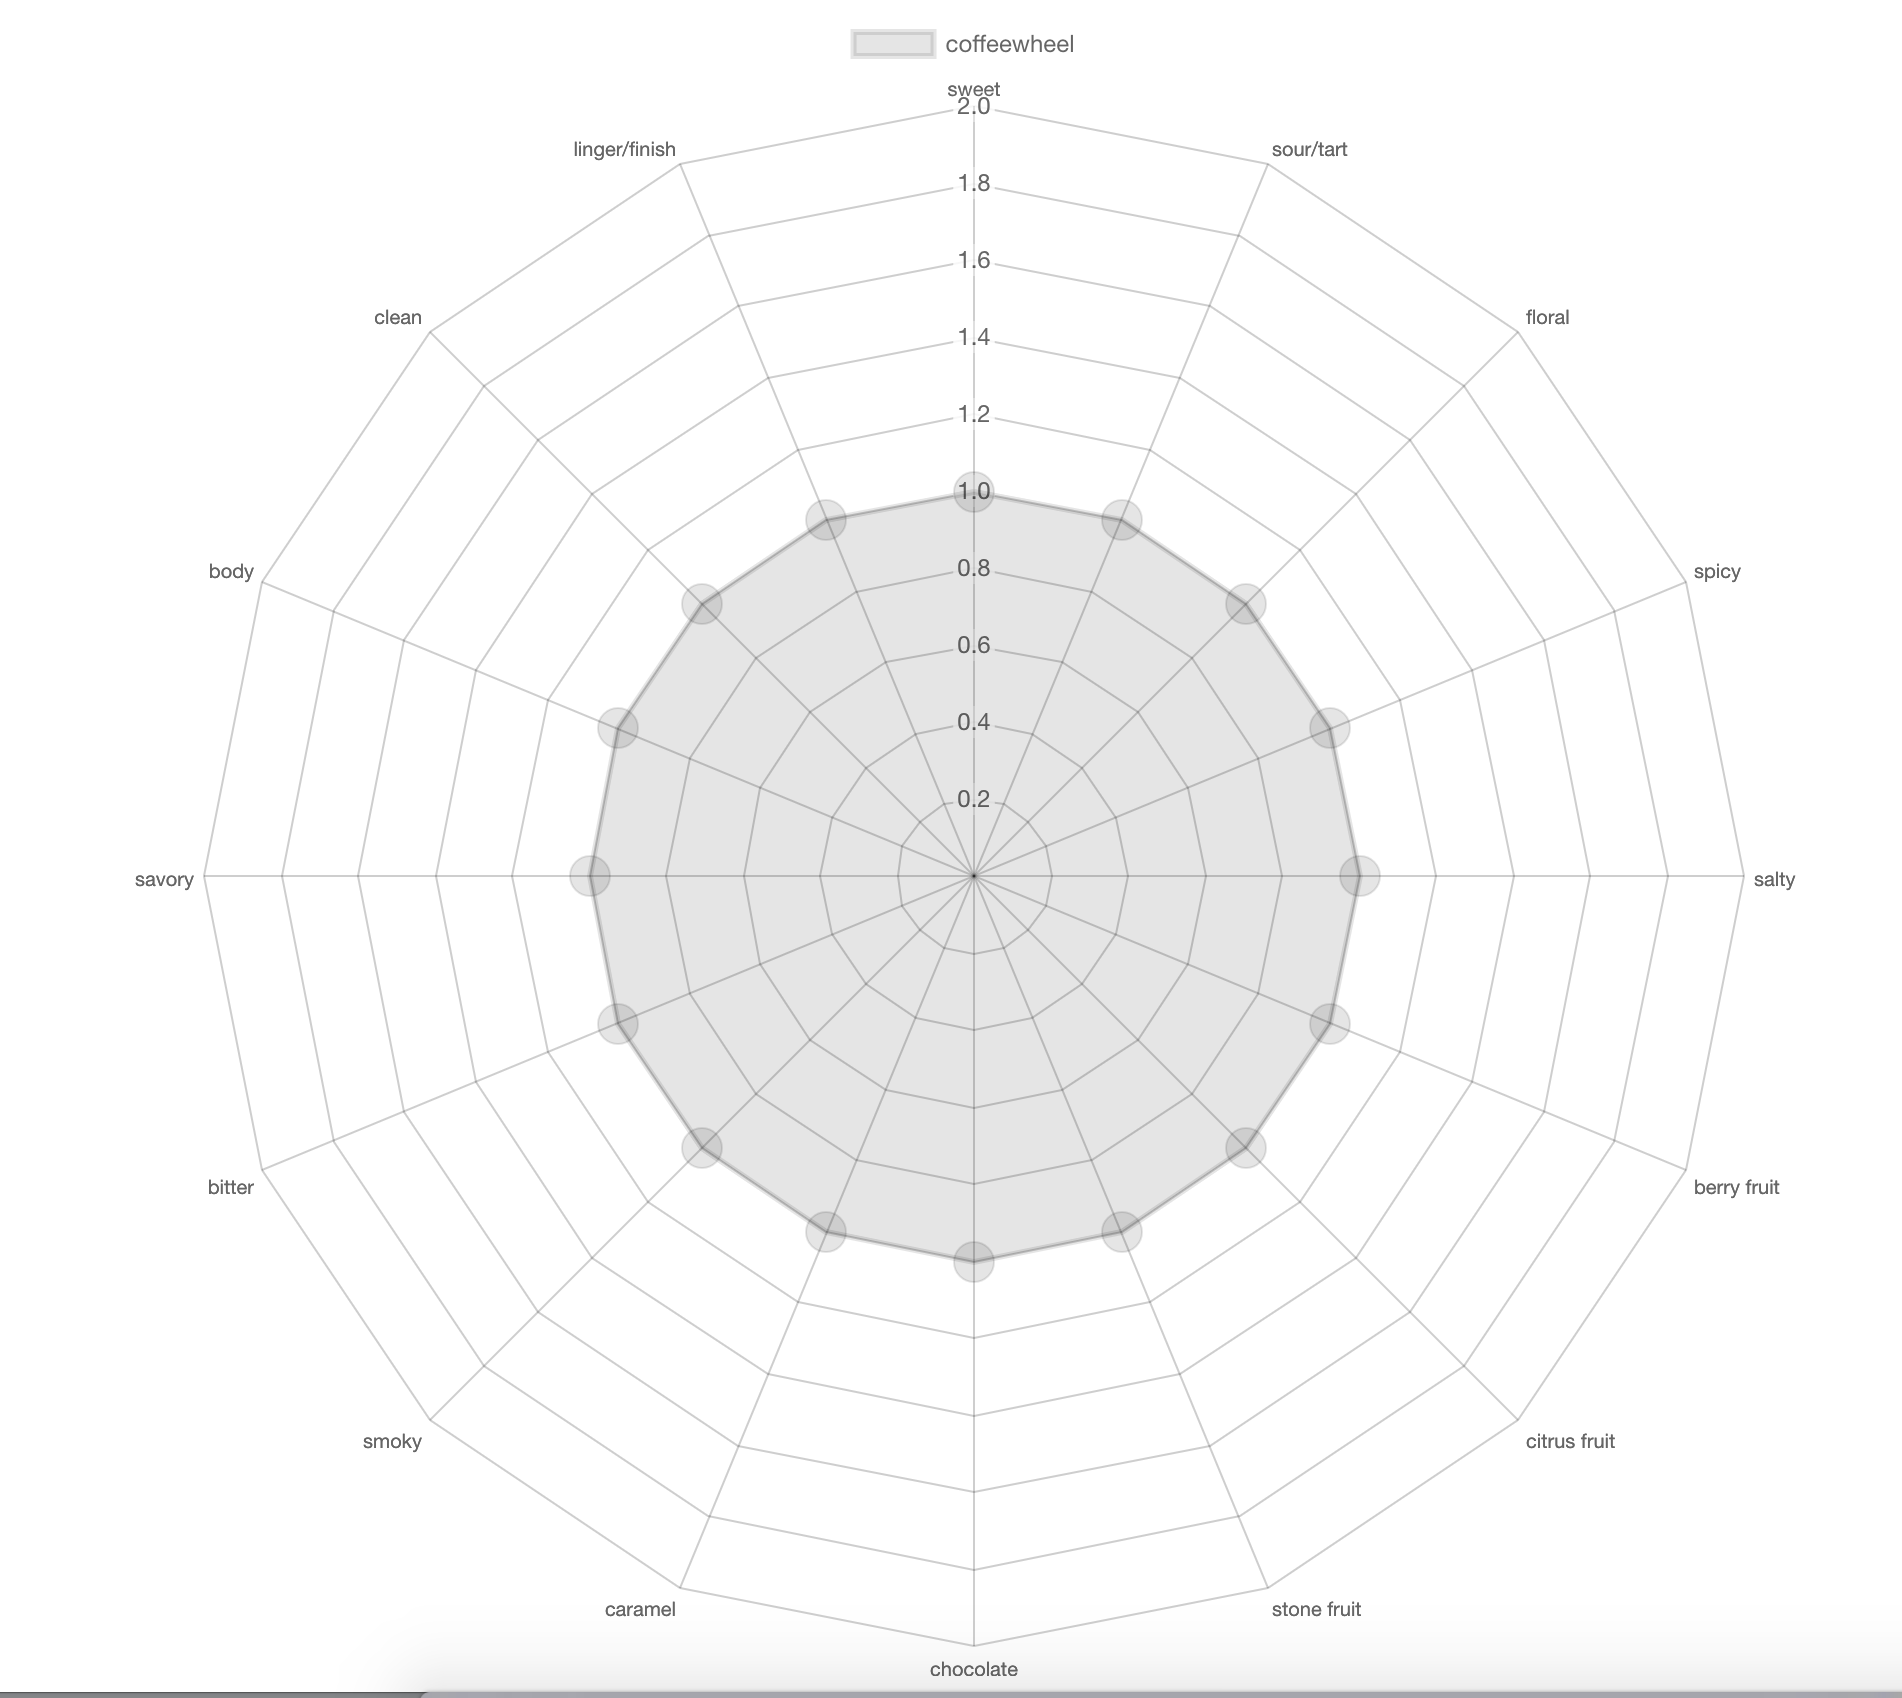 coffeewheel
sweet
2.0
linger/finish
sour/tart
1.8
1.6
clean
floral
1.4
1.2
1.0
body
spicy
0.8
0.6
0.4
0.2
savory
salty
bitter
berry fruit
smoky
citrus fruit
caramel
stone fruit
chocolate